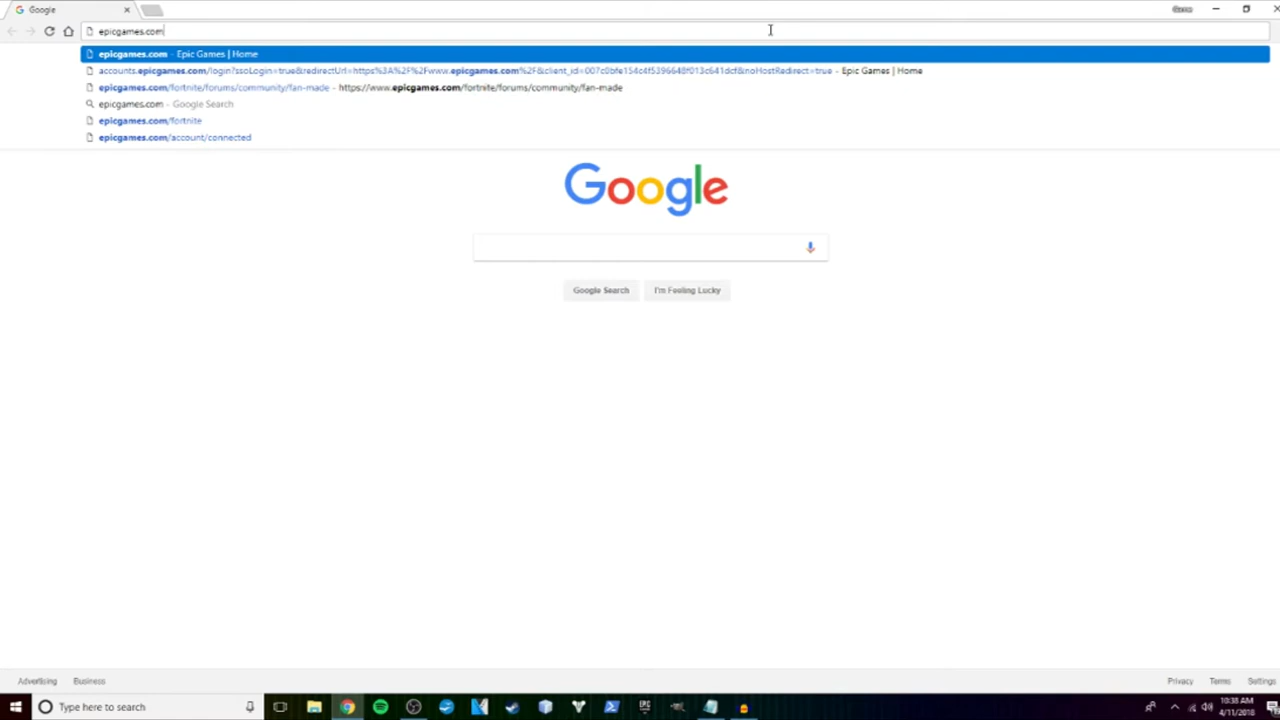 Google
epicgames.com
epicgames.com - Epic Games | Home
epicgames.com/fortnite/forums/community/fan-made - https://www.epicgames.com/fortnite/forums/community/fan-made
epicgames.com - Google Search
epicgames.com/fortnite
epicgames.com/account/connected
Google
Google Search
I'm Feeling Lucky
Advertising
Business
Privacy
Terms
Settings
Type here to search
EPIC
10:38 AM
4/11/2018